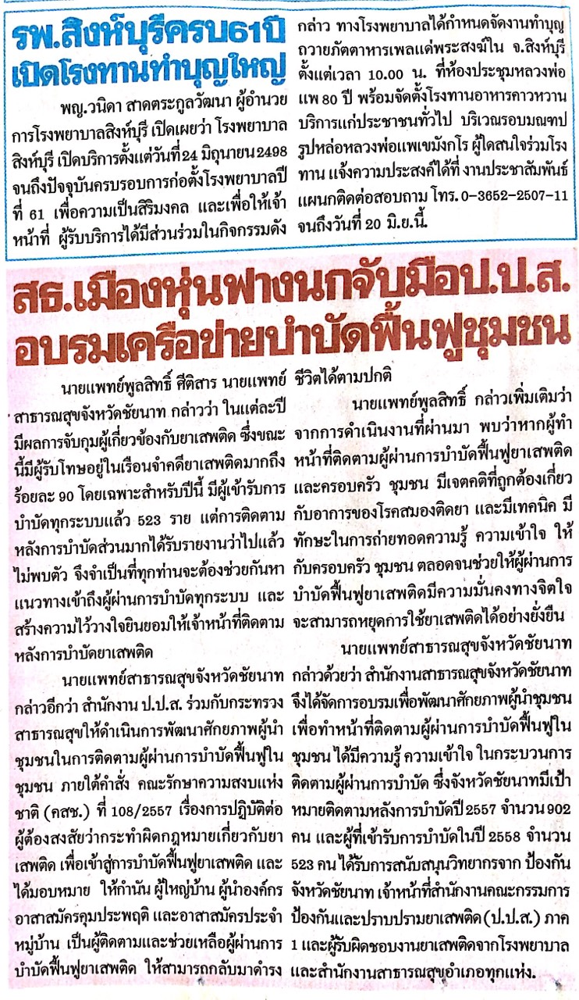 รพ.สิงห์บุรีครบ61ปี
เปิดโรงทานทำบุญใหญ่
พญ.วนิดา สาดตระกูลวัฒนา ผู้อำนวย
การโรงพยาบาลสิงห์บุรี เปิดเผยว่า โรงพยาบาล
สิงห์บุรี เปิดบริการตั้งแต่วันที่ 24 มิถุนายน 2498
จนถึงปัจจุบันครบรอบการก่อตั้งโรงพยาบาลปี
ที่ 61 เพื่อความเป็นสิริมงคล และเพื่อให้เจ้า
หน้าที่ ผู้รับบริการได้มีส่วนร่วมในกิจกรรมดัง
กล่าว ทางโรงพยาบาลได้กำหนดจัดงานทำบุญ
ถวายภัตตาหารเพลแด่พระสงฆ์ใน จ.สิงห์บุรี
ตั้งแต่เวลา 10.00 น. ที่ห้องประชุมหลวงพ่อ
แพ 80 ปี พร้อมจัดตั้งโรงทานอาหารคาวหวาน
บริการแก่ประชาชนทั่วไป บริเวณรอบมณฑป
รูปหล่อหลวงพ่อแพเขมังกโร ผู้ใดสนใจร่วมโรง
ทาน แจ้งความประสงค์ได้ที่ งานประชาสัมพันธ์
แผนกติดต่อสอบถาม โทร. 0-3652-2507-11
จนถึงวันที่ 20 มิ.ย.นี้.
สธ.เมืองหุ่นฟางนกจับมือป.ป.ส.
อบรมเครือข่ายบำบัดฟื้นฟูชุมชน
นายแพทย์พูลสิทธิ์ ศีติสาร นายแพทย์
สาธารณสุขจังหวัดชัยนาท กล่าวว่า ในแต่ละปี
มีผลการจับกุมผู้เกี่ยวข้องกับยาเสพติด ซึ่งขณะ
นี้มีผู้รับโทษอยู่ในเรือนจำคดียาเสพติดมากถึง
ร้อยละ 90 โดยเฉพาะสำหรับปีนี้ มีผู้เข้ารับการ
บำบัดทุกระบบแล้ว 523 ราย แต่การติดตาม
หลังการบำบัดส่วนมากได้รับรายงานว่าไปแล้ว
ไม่พบตัว จึงจำเป็นที่ทุกท่านจะต้องช่วยกันหา
แนวทางเข้าถึงผู้ผ่านการบำบัดทุกระบบ และ
สร้างความไว้วางใจยินยอมให้เจ้าหน้าที่ติดตาม
หลังการบำบัดยาเสพติด
นายแพทย์สาธารณสุขจังหวัดชัยนาท
กล่าวอีกว่า สำนักงาน ป.ป.ส. ร่วมกับกระทรวง
สาธารณสุขให้ดำเนินการพัฒนาศักยภาพผู้นำ
ชุมชนในการติดตามผู้ผ่านการบำบัดฟื้นฟูใน
ชุมชน ภายใต้คำสั่ง คณะรักษาความสงบแห่ง
ชาติ (คสช.) ที่ 108/2557 เรื่องการปฏิบัติต่อ
ผู้ต้องสงสัยว่ากระทำผิดกฎหมายเกี่ยวกับยา
เสพติด เพื่อเข้าสู่การบำบัดฟื้นฟูยาเสพติด และ
ได้มอบหมาย ให้กำนัน ผู้ใหญ่บ้าน ผู้นำองค์กร
อาสาสมัครคุมประพฤติ และอาสาสมัครประจำ
หมู่บ้าน เป็นผู้ติดตามและช่วยเหลือผู้ผ่านการ
บำบัดฟื้นฟูยาเสพติด ให้สามารถกลับมาดำรง
ชีวิตได้ตามปกติ
นายแพทย์พูลสิทธิ์ กล่าวเพิ่มเติมว่า
จากการดำเนินงานที่ผ่านมา พบว่าหากผู้ทำ
หน้าที่ติดตามผู้ผ่านการบำบัดฟื้นฟูยาเสพติด
และครอบครัว ชุมชน มีเจตคติที่ถูกต้องเกี่ยว
กับอาการของโรคสมองติดยา และมีเทคนิค มี
ทักษะในการถ่ายทอดความรู้ ความเข้าใจ ให้
กับครอบครัว ชุมชน ตลอดจนช่วยให้ผู้ผ่านการ
บำบัดฟื้นฟูยาเสพติดมีความมั่นคงทางจิตใจ
จะสามารถหยุดการใช้ยาเสพติดได้อย่างยั่งยืน
นายแพทย์สาธารณสุขจังหวัดชัยนาท
กล่าวด้วยว่า สำนักงานสาธารณสุขจังหวัดชัยนาท
จึงได้จัดการอบรมเพื่อพัฒนาศักยภาพผู้นำชุมชน
เพื่อทำหน้าที่ติดตามผู้ผ่านการบำบัดฟื้นฟูใน
ชุมชน ได้มีความรู้ ความเข้าใจ ในกระบวนการ
ติดตามผู้ผ่านการบำบัด ซึ่งจังหวัดชัยนาทมีเป้า
หมายติดตามหลังการบำบัดปี 2557 จำนวน 902
คน และผู้ที่เข้ารับการบำบัดในปี 2558 จำนวน
523 คน ได้รับการสนับสนุนวิทยากรจาก ป้องกัน
จังหวัดชัยนาท เจ้าหน้าที่สำนักงานคณะกรรมการ
ป้องกันและปราบปรามยาเสพติด (ป.ป.ส.) ภาค
1 และผู้รับผิดชอบงานยาเสพติดจากโรงพยาบาล
และสำนักงานสาธารณสุขอำเภอทุกแห่ง.